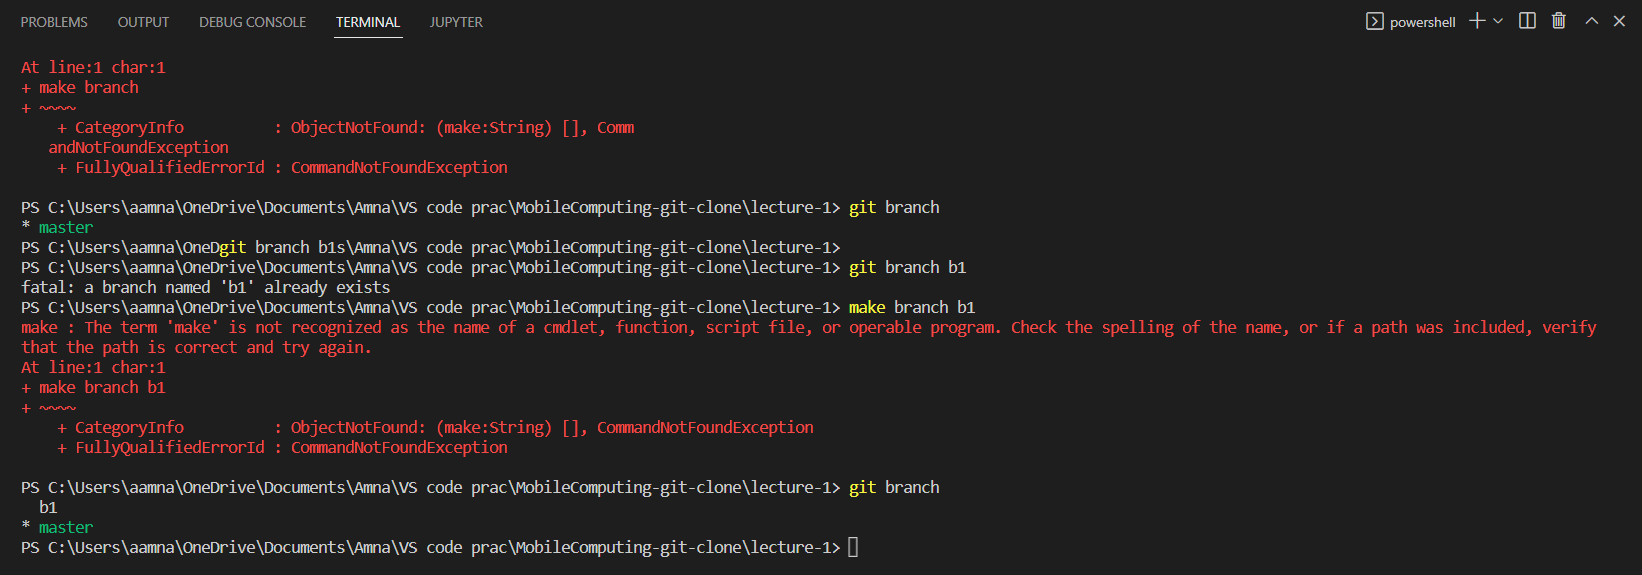 PROBLEMS OUTPUT DEBUG CONSOLE TERMINAL JUPYTER powershell
At line:1 char:1
+ make branch
+ ~~~~
    + CategoryInfo          : ObjectNotFound: (make:String) [], Comm
   andNotFoundException
    + FullyQualifiedErrorId : CommandNotFoundException
PS C:\Users\aamna\OneDrive\Documents\Amna\VS code prac\MobileComputing-git-clone\lecture-1> git branch
* master
PS C:\Users\aamna\OneDgit branch b1s\Amna\VS code prac\MobileComputing-git-clone\lecture-1>
PS C:\Users\aamna\OneDrive\Documents\Amna\VS code prac\MobileComputing-git-clone\lecture-1> git branch b1
fatal: a branch named 'b1' already exists
PS C:\Users\aamna\OneDrive\Documents\Amna\VS code prac\MobileComputing-git-clone\lecture-1> make branch b1
make : The term 'make' is not recognized as the name of a cmdlet, function, script file, or operable program. Check the spelling of the name, or if a path was included, verify
that the path is correct and try again.
At line:1 char:1
+ make branch b1
+ ~~~~
    + CategoryInfo          : ObjectNotFound: (make:String) [], CommandNotFoundException
    + FullyQualifiedErrorId : CommandNotFoundException
PS C:\Users\aamna\OneDrive\Documents\Amna\VS code prac\MobileComputing-git-clone\lecture-1> git branch
  b1
* master
PS C:\Users\aamna\OneDrive\Documents\Amna\VS code prac\MobileComputing-git-clone\lecture-1>